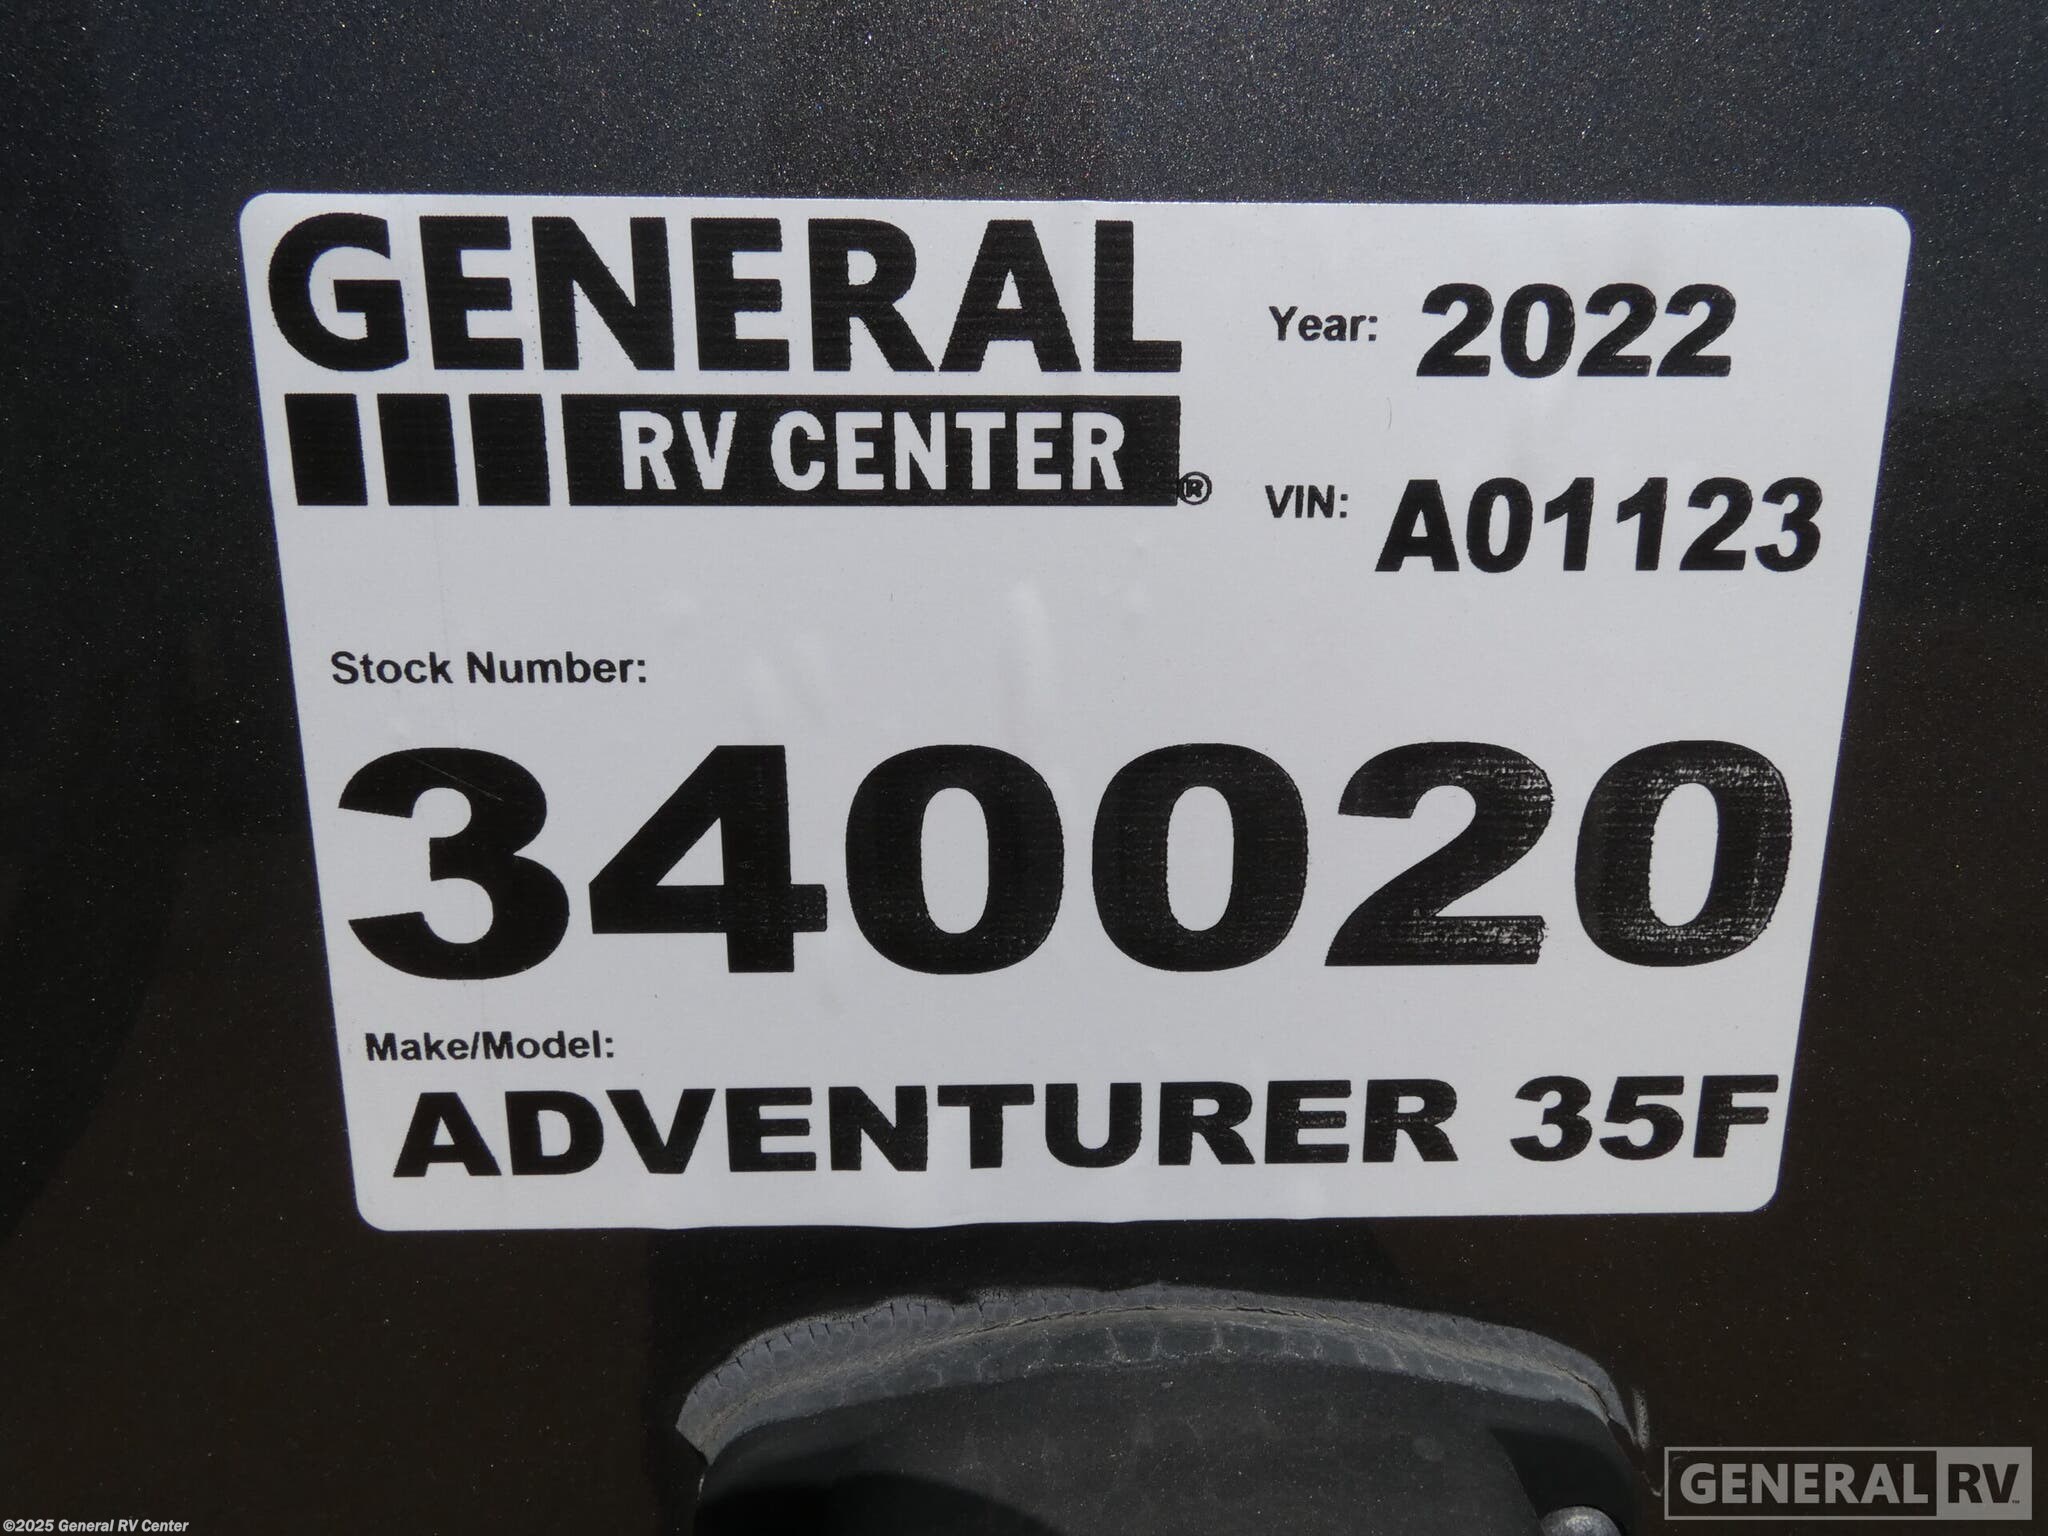 GENERAL
RV CENTER®
Year: 2022
VIN: A01123
Stock Number:
340020
Make/Model:
ADVENTURER 35F
GENERAL RV™
©2025 General RV Center